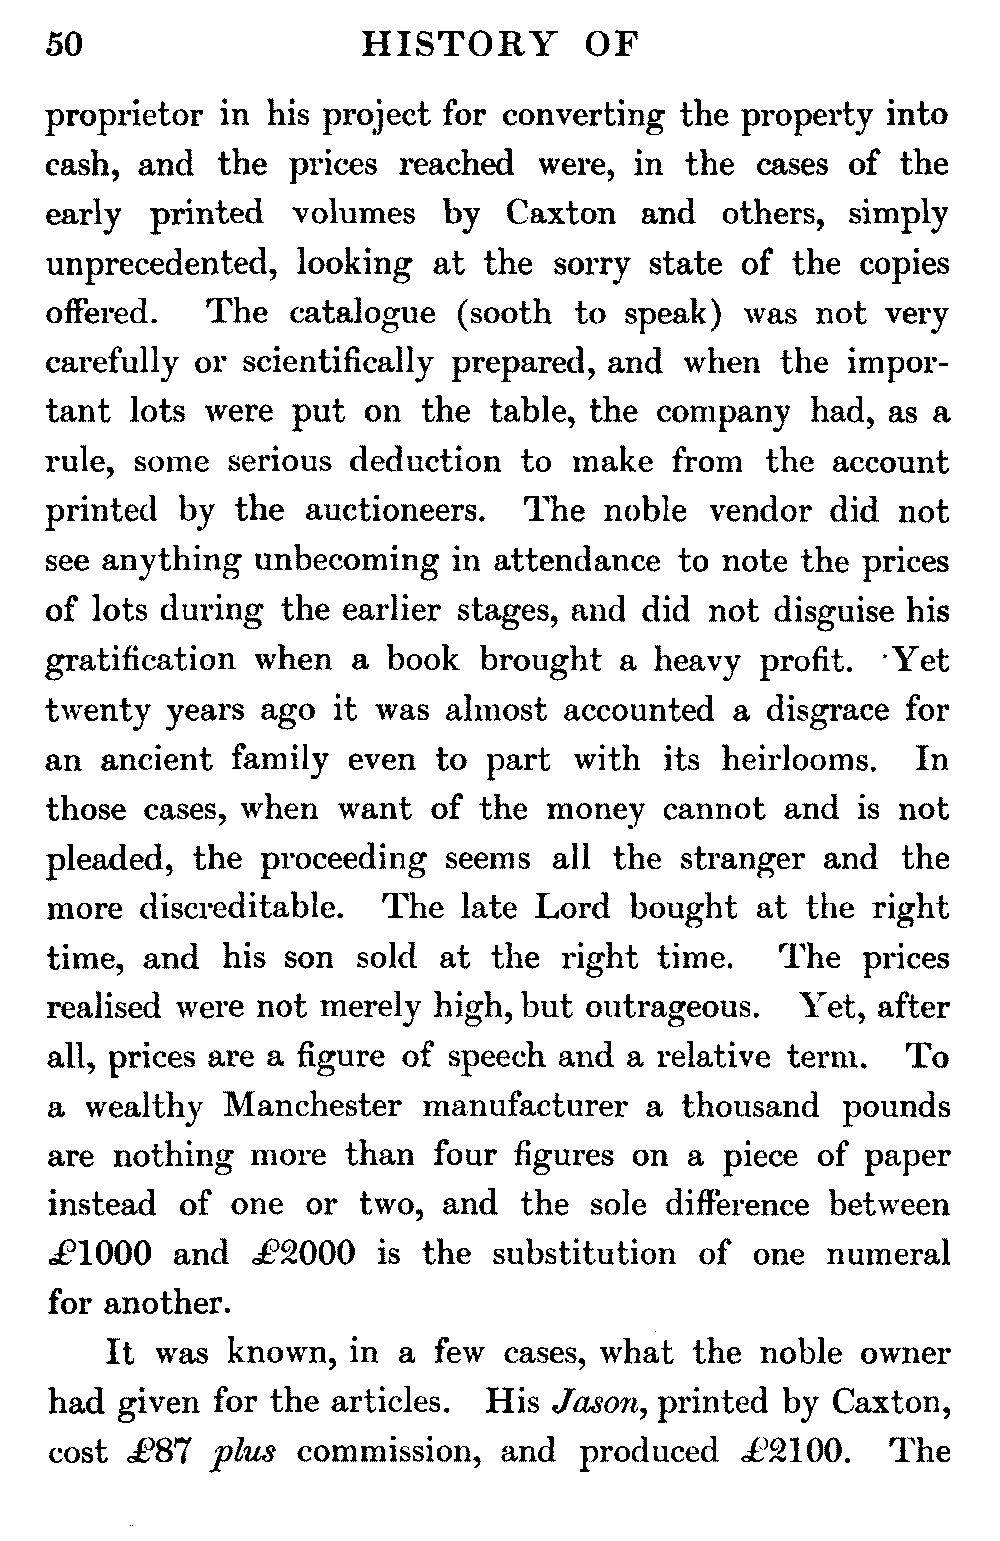 50 HISTORY OF
proprietor in his project for converting the property into
cash, and the prices reached were, in the cases of the
early printed volumes by Caxton and others, simply
unprecedented, looking at the sorry state of the copies
offered. The catalogue (sooth to speak) was not very
carefully or scientifically prepared, and when the impor-
tant lots were put on the table, the company had, as a
rule, some serious deduction to make from the account
printed by the auctioneers. The noble vendor did not
see anything unbecoming in attendance to note the prices
of lots during the earlier stages, and did not disguise his
gratification when a book brought a heavy profit. Yet
twenty years ago it was almost accounted a disgrace for
an ancient family even to part with its heirlooms. In
those cases, when want of the money cannot and is not
pleaded, the proceeding seems all the stranger and the
more discreditable. The late Lord bought at the right
time, and his son sold at the right time. The prices
realised were not merely high, but outrageous. Yet, after
all, prices are a figure of speech and a relative term. To
a wealthy Manchester manufacturer a thousand pounds
are nothing more than four figures on a piece of paper
instead of one or two, and the sole difference between
£1000 and £2000 is the substitution of one numeral
for another.
It was known, in a few cases, what the noble owner
had given for the articles. His Jason, printed by Caxton,
cost £87 plus commission, and produced £2100. The